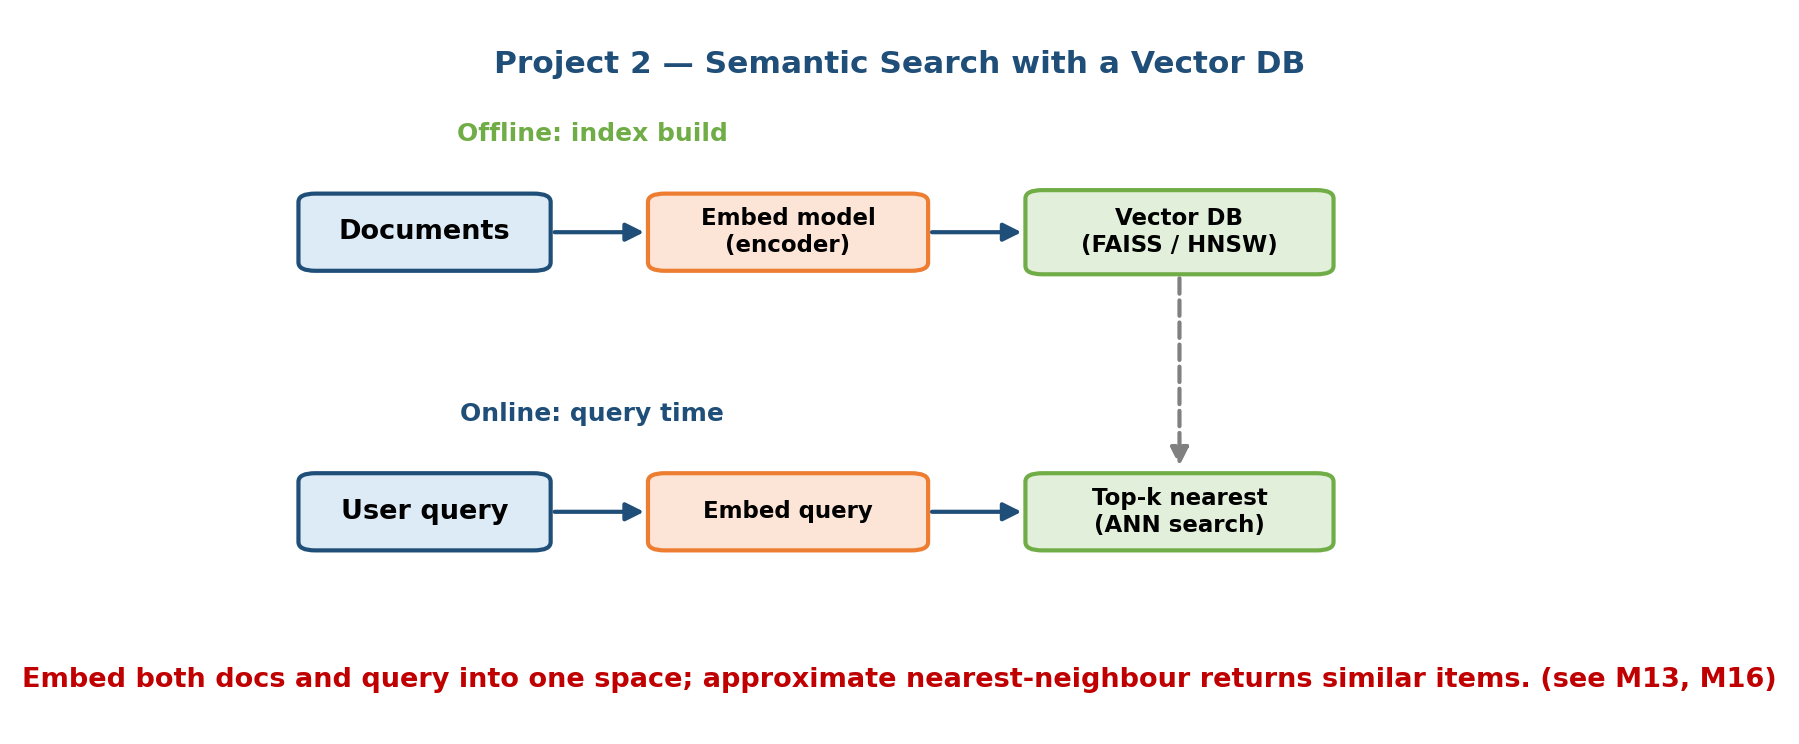 Project 2 — Semantic Search with a Vector DB
Offline: index build
Documents
Embed model
(encoder)
Vector DB
(FAISS / HNSW)
Online: query time
User query
Embed query
Top-k nearest
(ANN search)
Embed both docs and query into one space; approximate nearest-neighbour returns similar items. (see M13, M16)